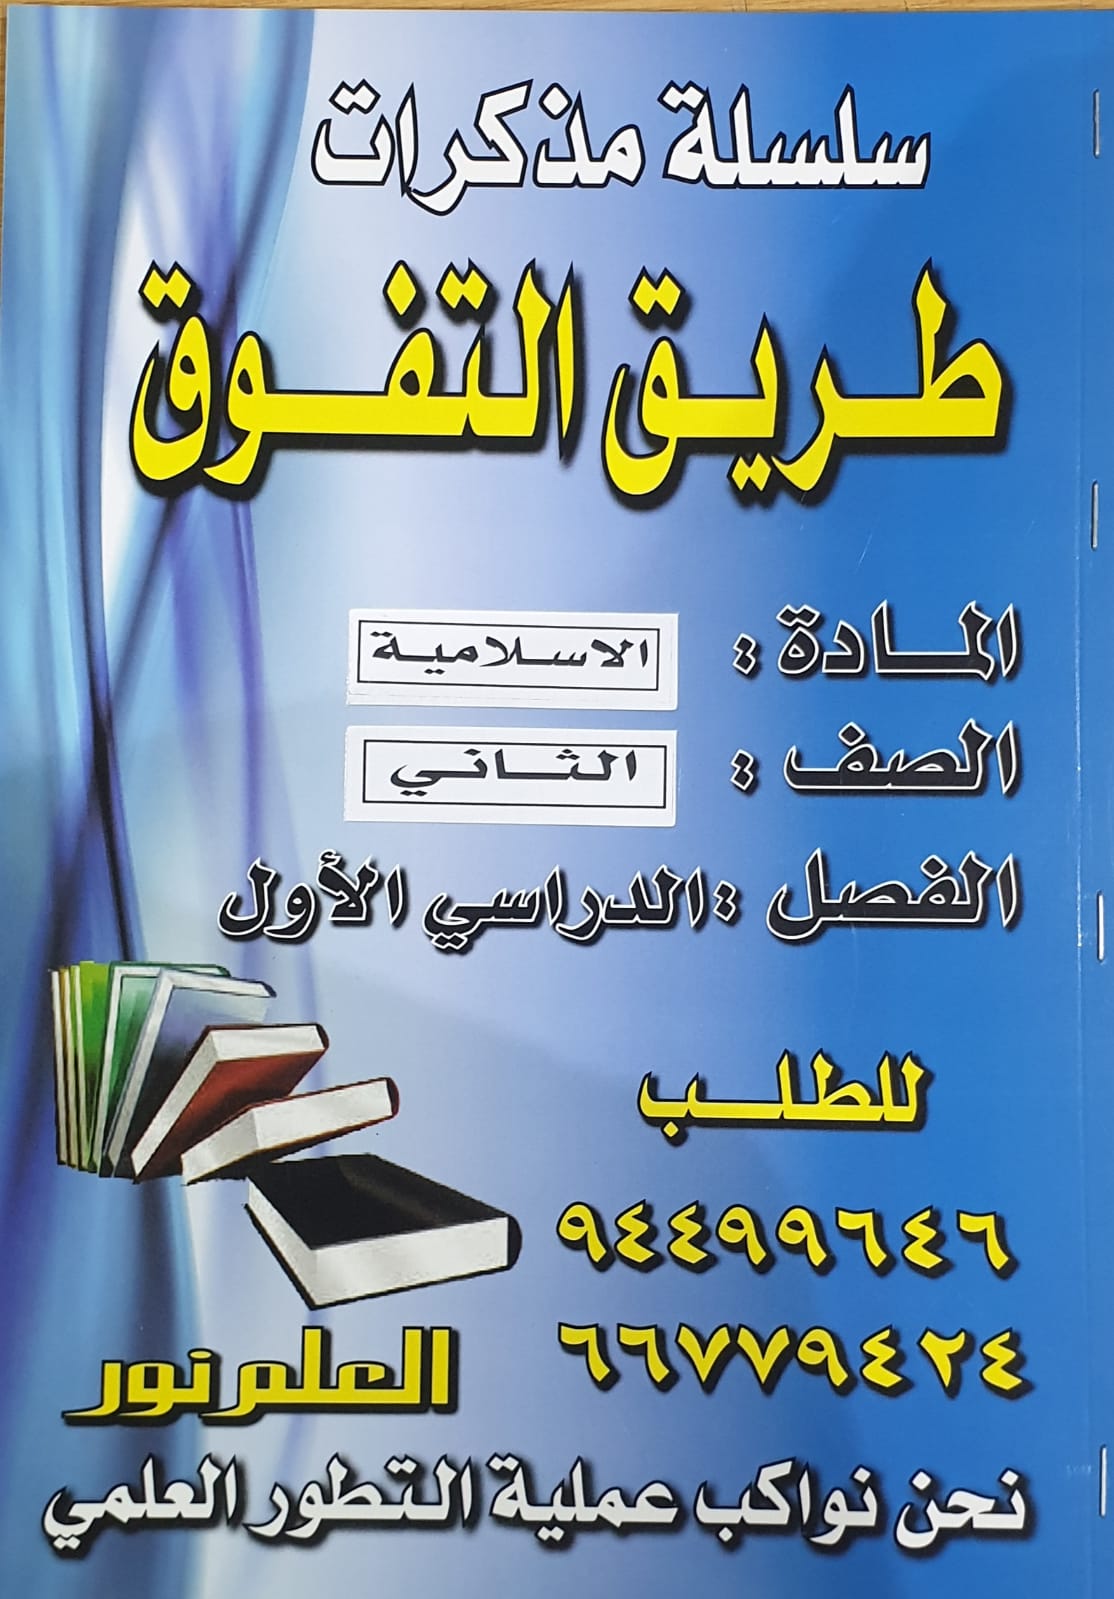 سلسلة مذكرات
طريق التفوق
المادة : الاسلامية
الصف : الثاني
الفصل : الدراسي الأول
للطلب
٩٤٤٩٩٦٤٦
٦٦٧٧٩٤٢٤
العلم نور
نحن نواكب عملية التطور العلمي